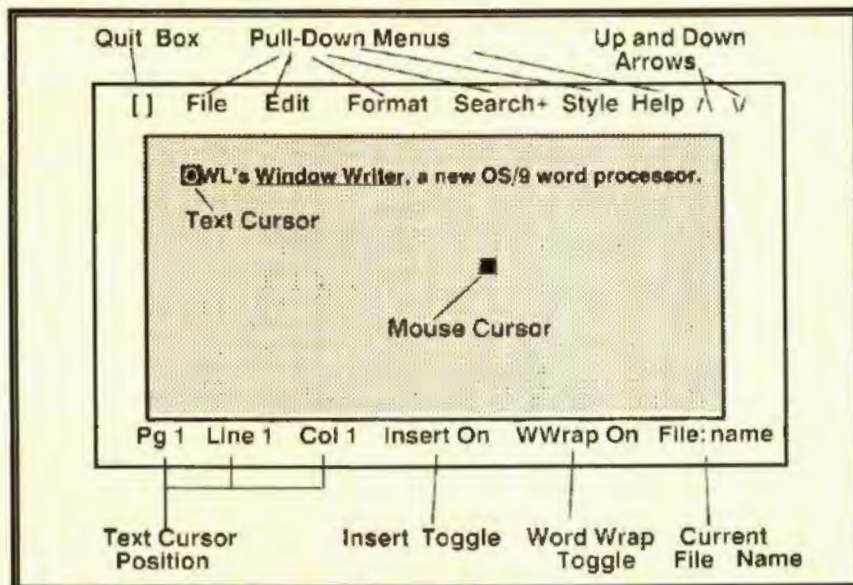 Quit Box Pull-Down Menus Up and Down
Arrows
[ ] File Edit Format Search+ Style Help /\ \/
OWL's Window Writer, a new OS/9 word processor.
Text Cursor
Mouse Cursor
Pg 1 Line 1 Col 1 Insert On WWrap On File: name
Text Cursor Insert Toggle Word Wrap Current
Position Toggle File Name